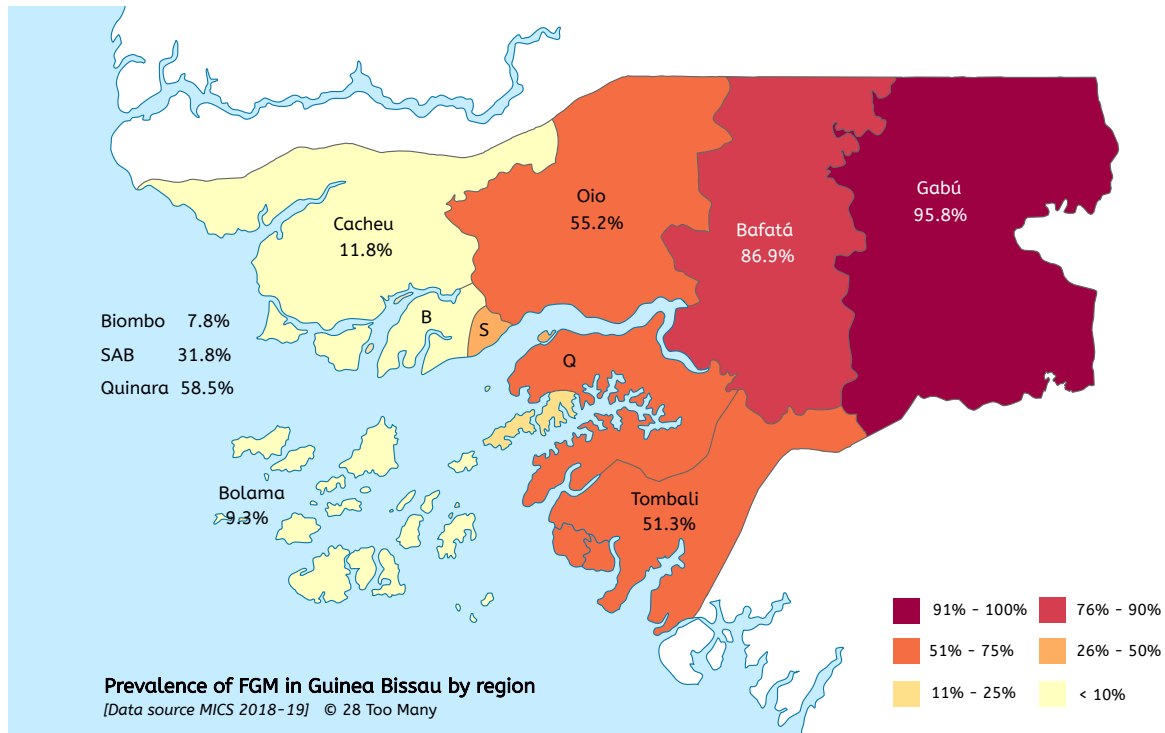 Oio
55.2%
Gabú
95.8%
Cacheu
11.8%
Bafatá
86.9%
B
S
Biombo 7.8%
SAB 31.8%
Quinara 58.5%
Q
Bolama
9.3%
Tombali
51.3%
91% - 100% 76% - 90%
51% - 75% 26% - 50%
11% - 25% < 10%
Prevalence of FGM in Guinea Bissau by region
[Data source MICS 2018-19] © 28 Too Many